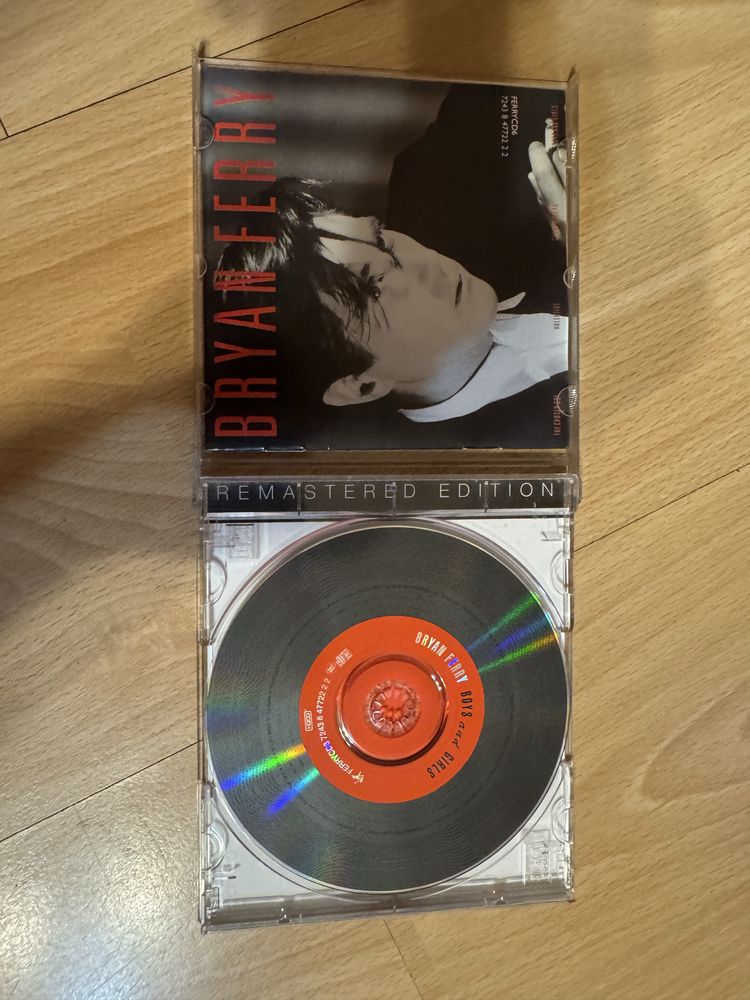 BRYAN FERRY
FERRYCD6
7243 8 47722 2 2
REMASTERED EDITION
BRYAN FERRY BOYS and GIRLS
FERRYCD6 7243 8 47722 2 2